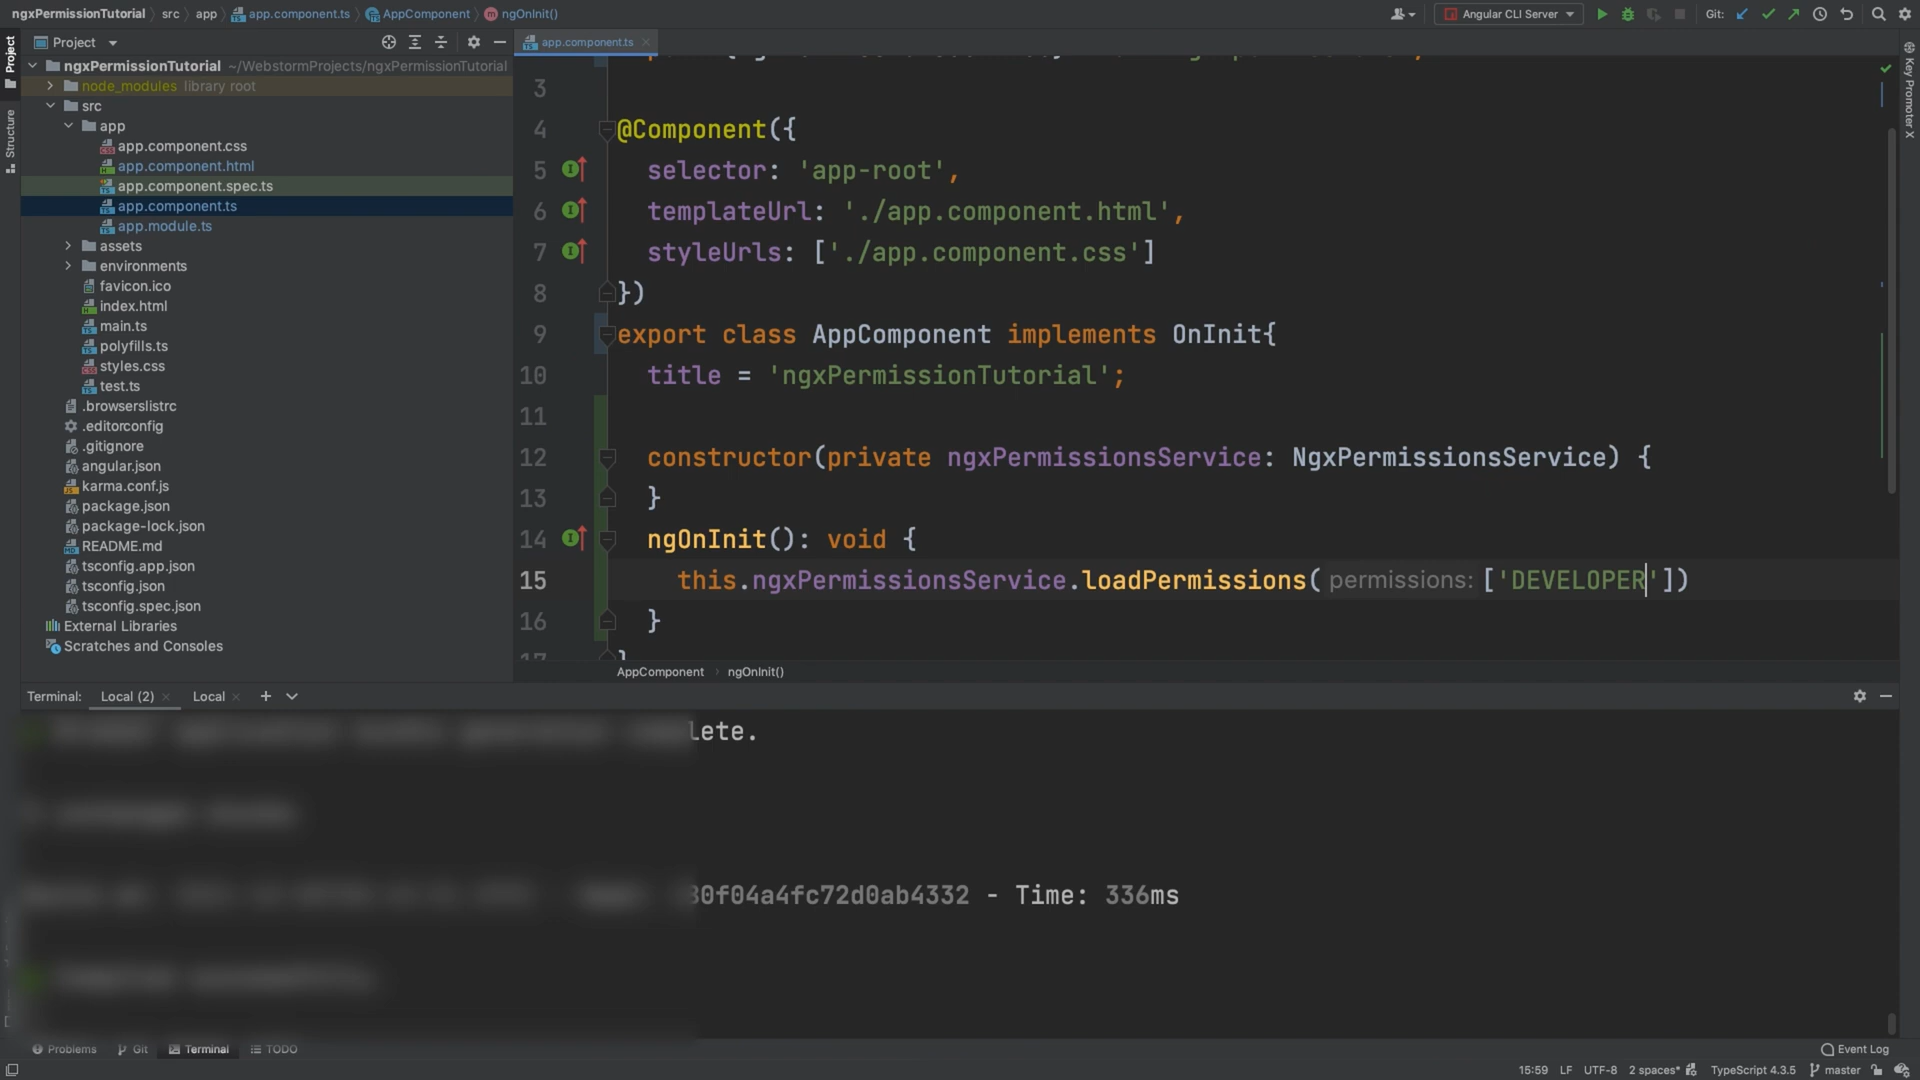 ngxPermissionTutorial src app app.component.ts AppComponent ngOnInit()
Angular CLI Server Git:
Project
app.component.ts
Project
Structure
Key Promoter X
ngxPermissionTutorial ~/WebstormProjects/ngxPermissionTutorial
node_modules library root
src
app
app.component.css
app.component.html
app.component.spec.ts
app.component.ts
app.module.ts
assets
environments
favicon.ico
index.html
main.ts
polyfills.ts
styles.css
test.ts
.browserslistrc
.editorconfig
.gitignore
angular.json
karma.conf.js
package.json
package-lock.json
README.md
tsconfig.app.json
tsconfig.json
tsconfig.spec.json
External Libraries
Scratches and Consoles
3
4 @Component({
5 selector: 'app-root',
6 templateUrl: './app.component.html',
7 styleUrls: ['./app.component.css']
8 })
9 export class AppComponent implements OnInit{
10 title = 'ngxPermissionTutorial';
11
12 constructor(private ngxPermissionsService: NgxPermissionsService) {
13 }
14 ngOnInit(): void {
15 this.ngxPermissionsService.loadPermissions( permissions: ['DEVELOPER'])
16 }
17 }
AppComponent ngOnInit()
Terminal: Local (2) Local
lete.
30f04a4fc72d0ab4332 - Time: 336ms
Problems Git Terminal TODO
Event Log
15:59 LF UTF-8 2 spaces* TypeScript 4.3.5 master